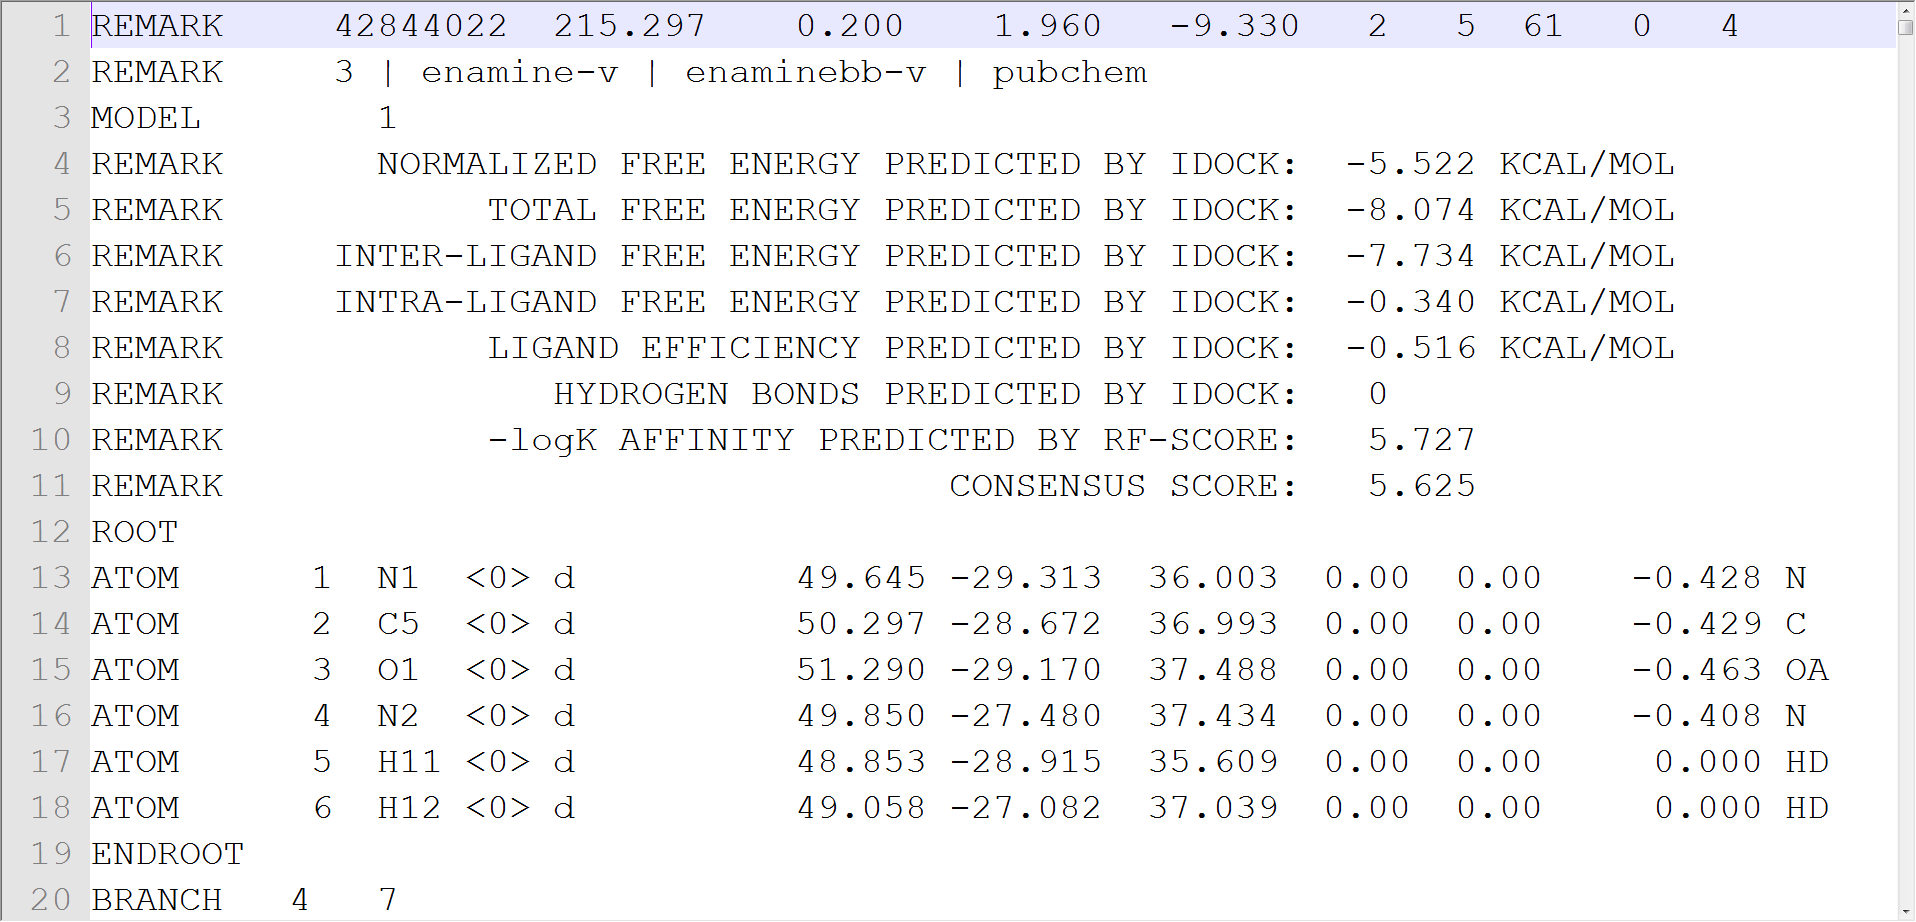 1 REMARK     42844022  215.297    0.200    1.960   -9.330   2   5  61   0   4
2 REMARK     3 | enamine-v | enaminebb-v | pubchem
3 MODEL        1
4 REMARK       NORMALIZED FREE ENERGY PREDICTED BY IDOCK:  -5.522 KCAL/MOL
5 REMARK            TOTAL FREE ENERGY PREDICTED BY IDOCK:  -8.074 KCAL/MOL
6 REMARK     INTER-LIGAND FREE ENERGY PREDICTED BY IDOCK:  -7.734 KCAL/MOL
7 REMARK     INTRA-LIGAND FREE ENERGY PREDICTED BY IDOCK:  -0.340 KCAL/MOL
8 REMARK            LIGAND EFFICIENCY PREDICTED BY IDOCK:  -0.516 KCAL/MOL
9 REMARK               HYDROGEN BONDS PREDICTED BY IDOCK:   0
10 REMARK            -logK AFFINITY PREDICTED BY RF-SCORE:   5.727
11 REMARK                                 CONSENSUS SCORE:   5.625
12 ROOT
13 ATOM      1  N1  <0> d          49.645 -29.313  36.003  0.00  0.00    -0.428 N
14 ATOM      2  C5  <0> d          50.297 -28.672  36.993  0.00  0.00    -0.429 C
15 ATOM      3  O1  <0> d          51.290 -29.170  37.488  0.00  0.00    -0.463 OA
16 ATOM      4  N2  <0> d          49.850 -27.480  37.434  0.00  0.00    -0.408 N
17 ATOM      5  H11 <0> d          48.853 -28.915  35.609  0.00  0.00     0.000 HD
18 ATOM      6  H12 <0> d          49.058 -27.082  37.039  0.00  0.00     0.000 HD
19 ENDROOT
20 BRANCH   4   7